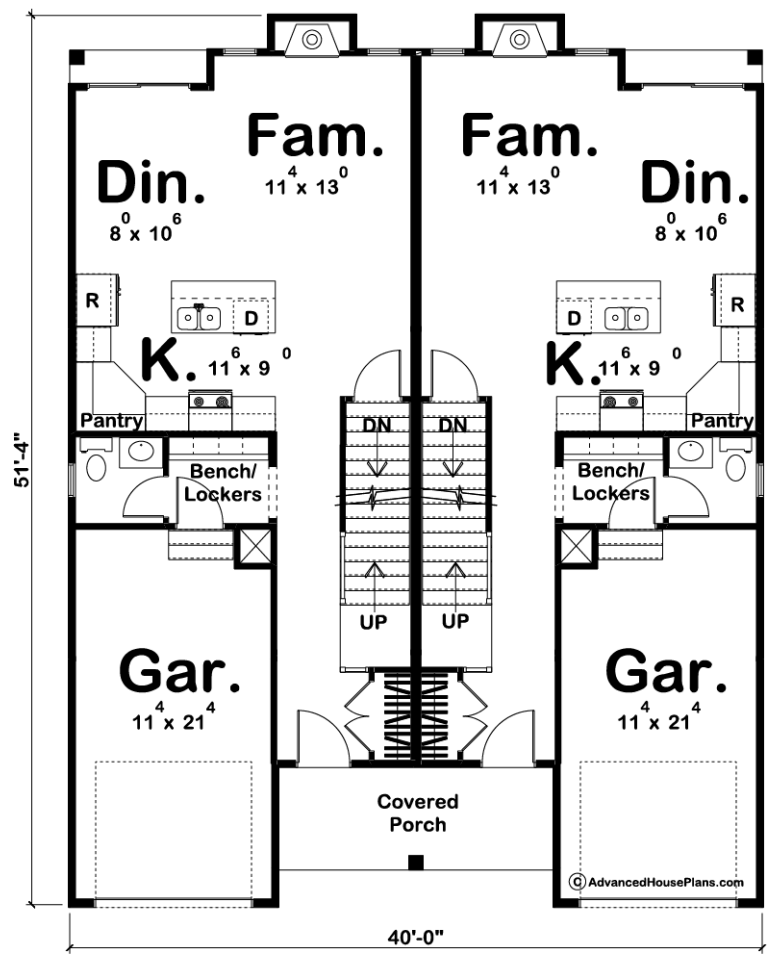 Fam.
11⁴ x 13⁰
Fam.
11⁴ x 13⁰
Din.
8⁰ x 10⁶
Din.
8⁰ x 10⁶
R
D
D
R
K. 11⁶ x 9⁰
K. 11⁶ x 9⁰
Pantry
DN
DN
Pantry
Bench/
Lockers
Bench/
Lockers
51'-4"
UP
UP
Gar.
11⁴ x 21⁴
Gar.
11⁴ x 21⁴
Covered
Porch
© AdvancedHousePlans.com
40'-0"